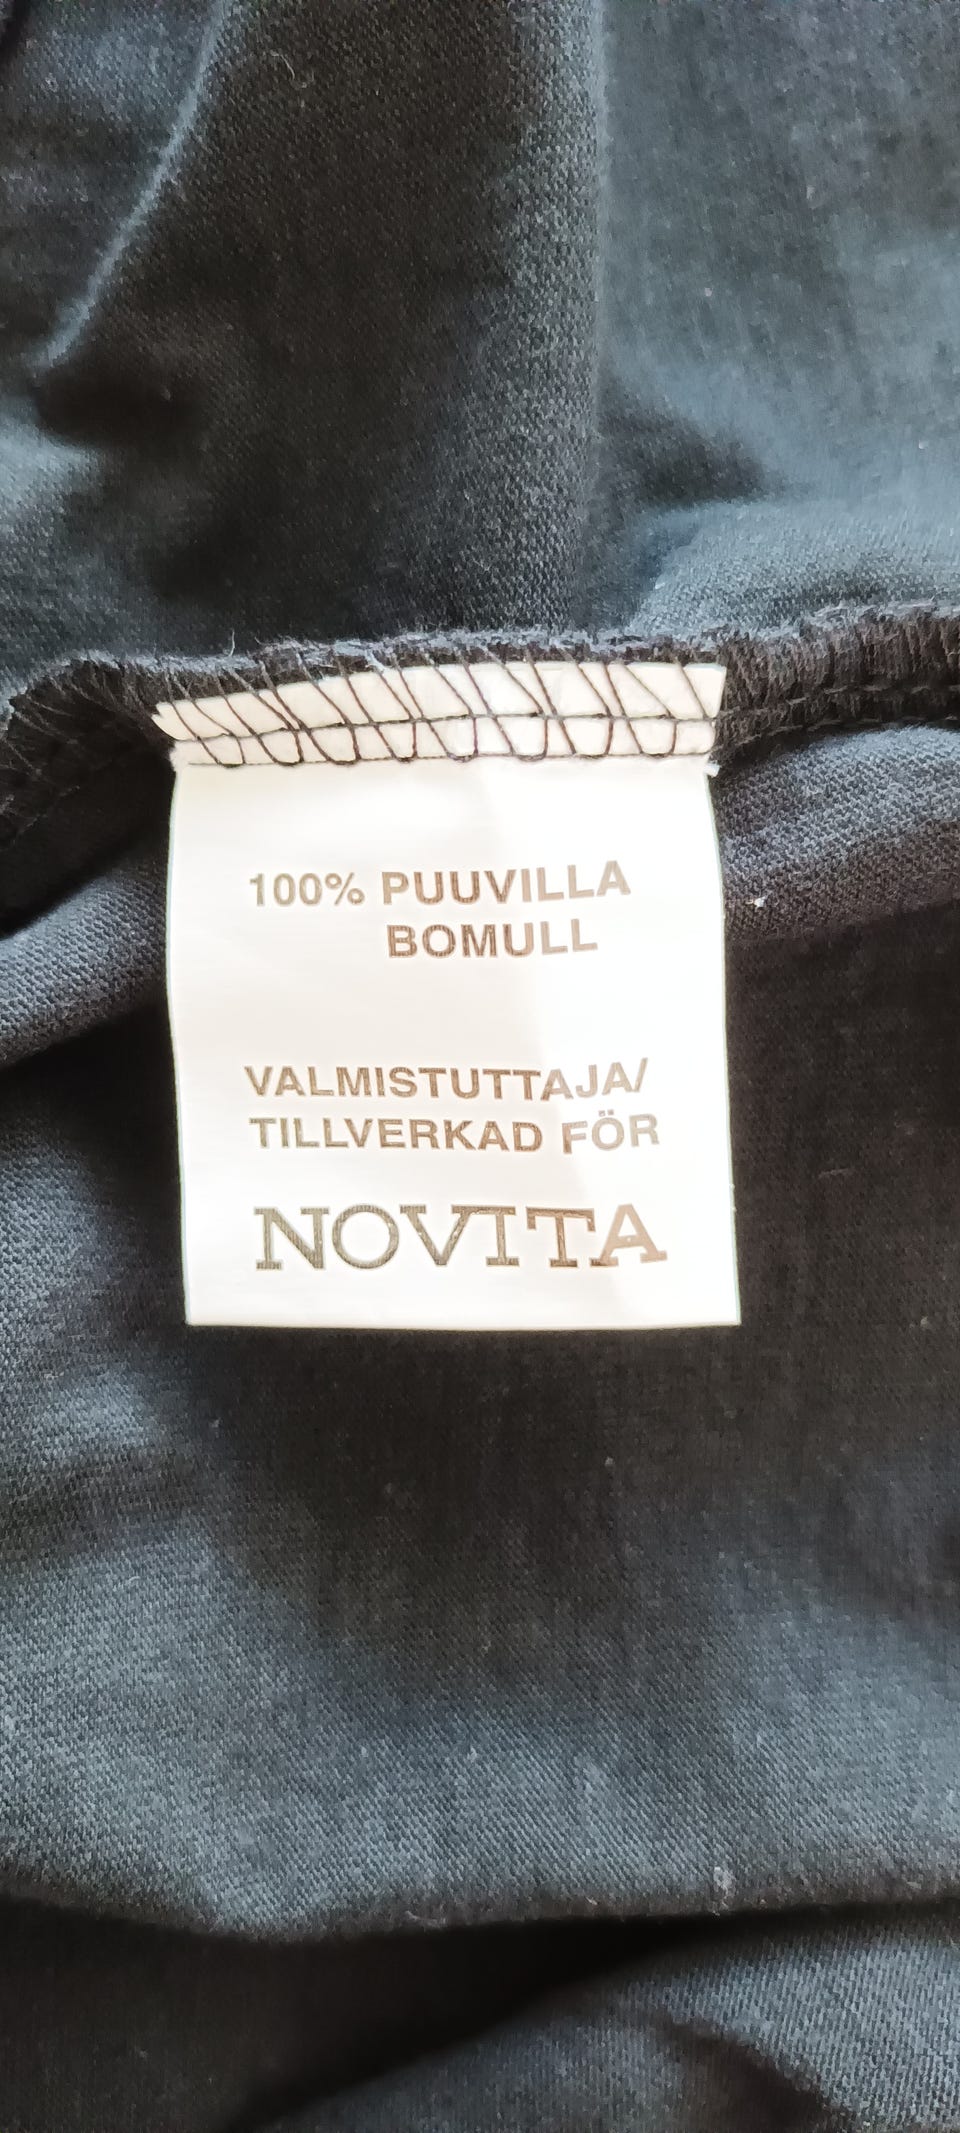 100% PUUVILLA
BOMULL
VALMISTUTTAJA/
TILLVERKAD FÖR
NOVITA